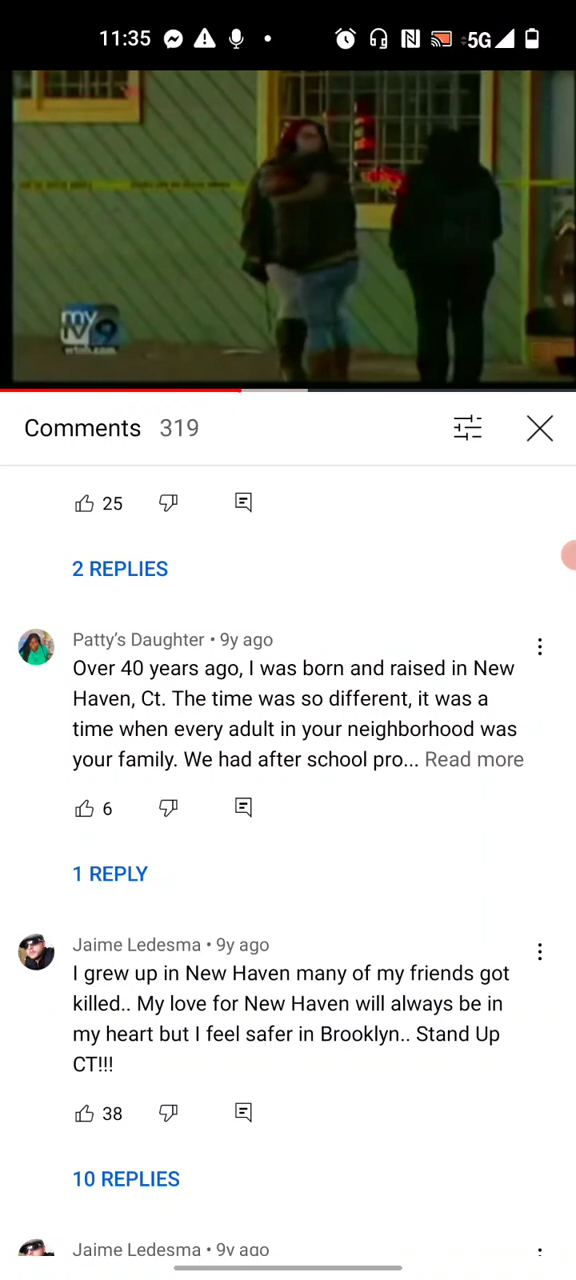 11:35
5G
my
TV 9
wtnh.com
Comments 319
25
2 REPLIES
Patty's Daughter • 9y ago
Over 40 years ago, I was born and raised in New
Haven, Ct. The time was so different, it was a
time when every adult in your neighborhood was
your family. We had after school pro... Read more
6
1 REPLY
Jaime Ledesma • 9y ago
I grew up in New Haven many of my friends got
killed.. My love for New Haven will always be in
my heart but I feel safer in Brooklyn.. Stand Up
CT!!!
38
10 REPLIES
Jaime Ledesma • 9y ago